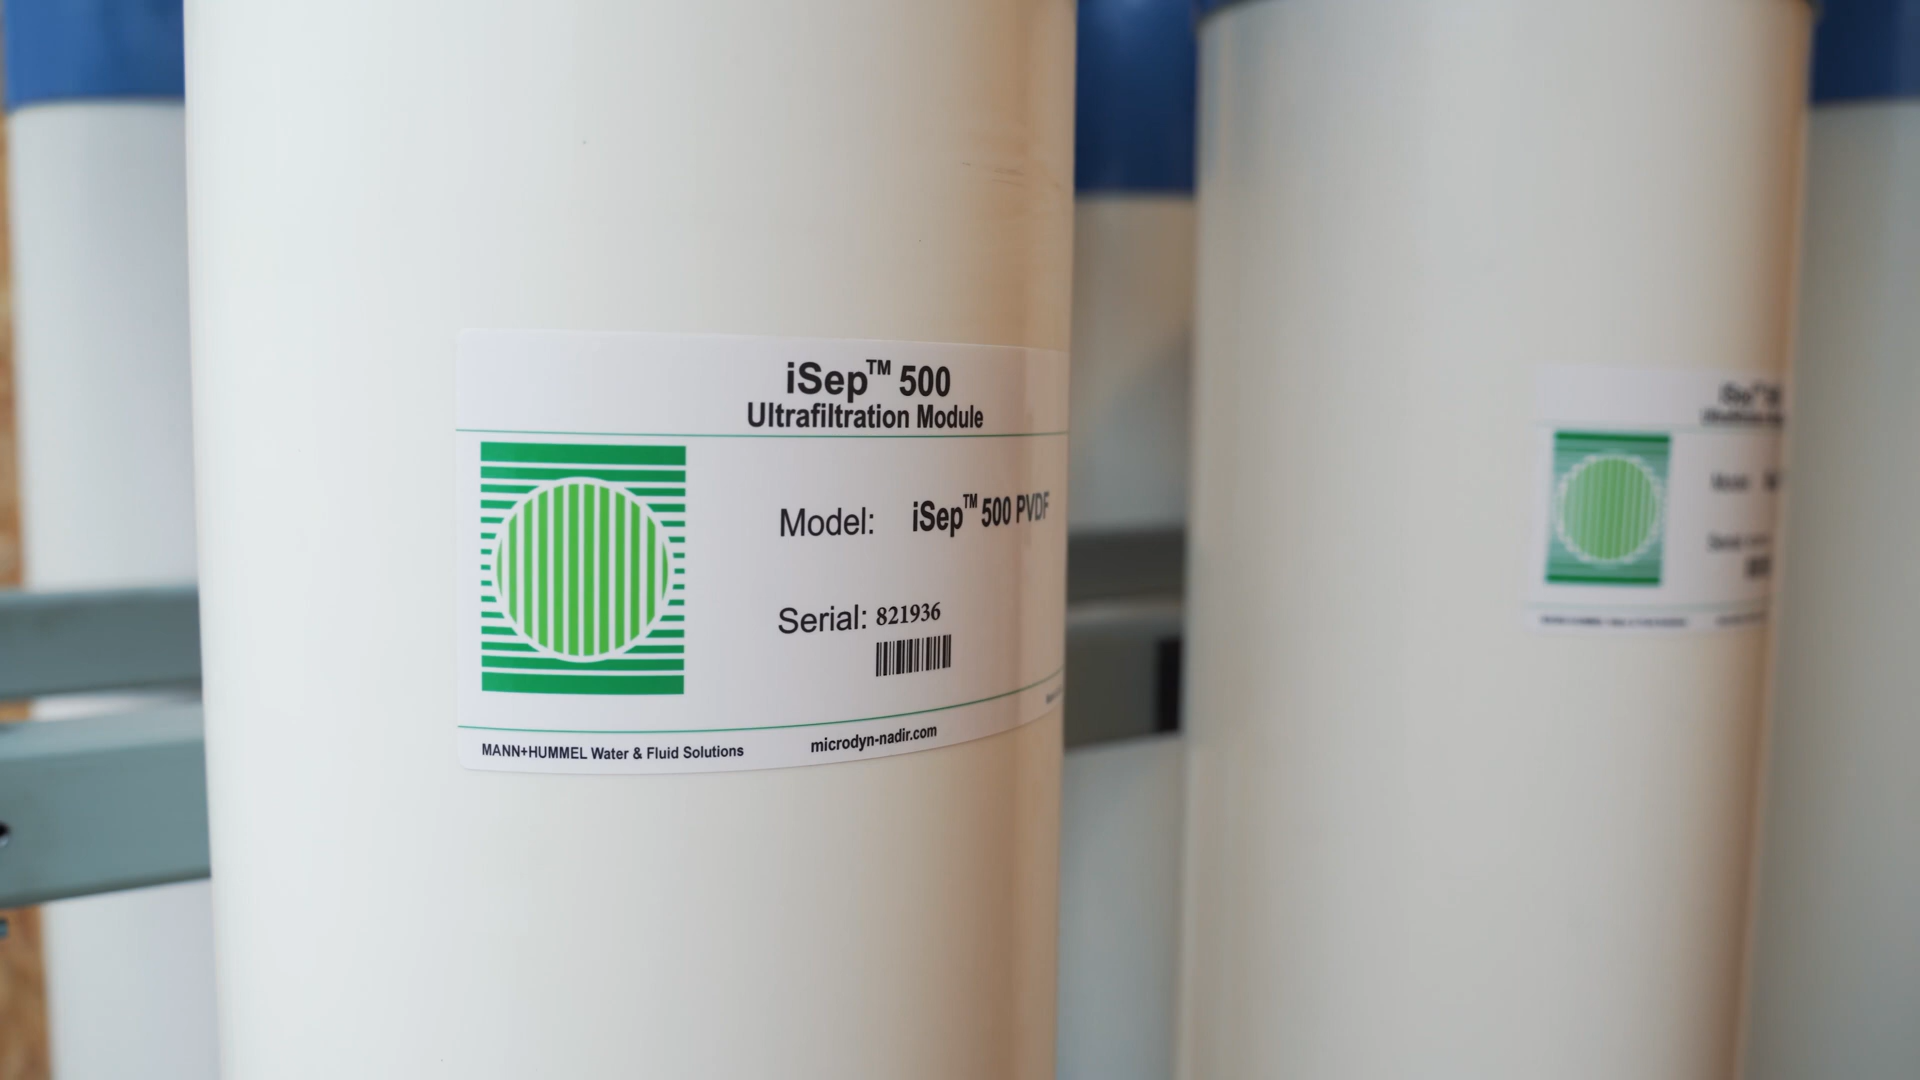 iSep™ 500
Ultrafiltration Module
Model: iSep™ 500 PVDF
Serial: 821936
MANN+HUMMEL Water & Fluid Solutions
microdyn-nadir.com